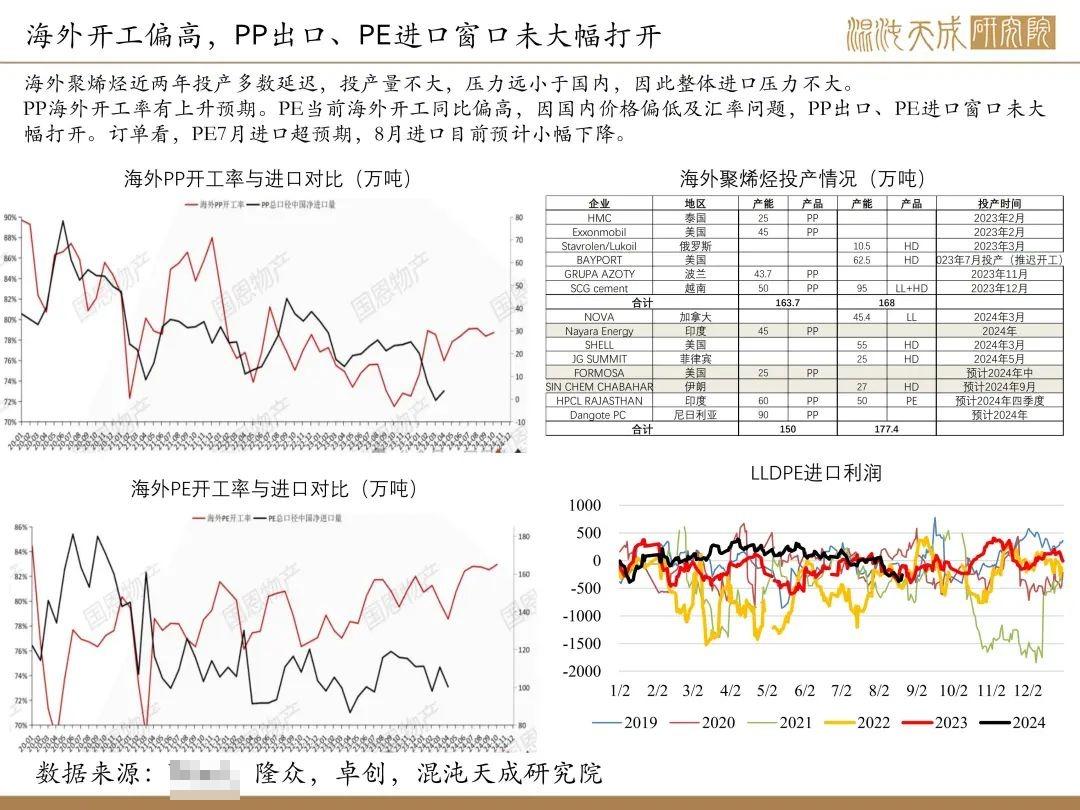 海外开工偏高，PP出口、PE进口窗口未大幅打开
混沌天成研究院
海外聚烯烃近两年投产多数延迟，投产量不大，压力远小于国内，因此整体进口压力不大。
PP海外开工率有上升预期。PE当前海外开工同比偏高，因国内价格偏低及汇率问题，PP出口、PE进口窗口未大
幅打开。订单看，PE7月进口超预期，8月进口目前预计小幅下降。
海外PP开工率与进口对比（万吨）
海外PP开工率 PP总口径中国净进口量
90%
88%
86%
84%
82%
80%
78%
76%
74%
72%
70%
80
70
60
50
40
30
20
10
0
-10
国恩物产
国恩物产
国恩物产
海外聚烯烃投产情况（万吨）
企业 地区 产能 产品 产能 产品 投产时间
HMC 泰国 25 PP 2023年2月
Exxonmobil 美国 45 PP 2023年2月
Stavrolen/Lukoil 俄罗斯 10.5 HD 2023年3月
BAYPORT 美国 62.5 HD 023年7月投产（推迟开工）
GRUPA AZOTY 波兰 43.7 PP 2023年11月
SCG cement 越南 50 PP 95 LL+HD 2023年12月
合计 163.7 168
NOVA 加拿大 45.4 LL 2024年3月
Nayara Energy 印度 45 PP 2024年
SHELL 美国 55 HD 2024年3月
JG SUMMIT 菲律宾 25 HD 2024年5月
FORMOSA 美国 25 PP 预计2024年中
SIN CHEM CHABAHAR 伊朗 27 HD 预计2024年9月
HPCL RAJASTHAN 印度 60 PP 50 PE 预计2024年四季度
Dangote PC 尼日利亚 90 PP 预计2024年
合计 150 177.4
海外PE开工率与进口对比（万吨）
海外PE开工率 PE总口径中国净进口量
86%
84%
82%
80%
78%
76%
74%
72%
70%
180
160
140
120
100
80
国恩物产
国恩物产
国恩物产
LLDPE进口利润
1000
500
0
-500
-1000
-1500
-2000
1/2 2/2 3/2 4/2 5/2 6/2 7/2 8/2 9/2 10/2 11/2 12/2
2019 2020 2021 2022 2023 2024
数据来源： 隆众，卓创，混沌天成研究院